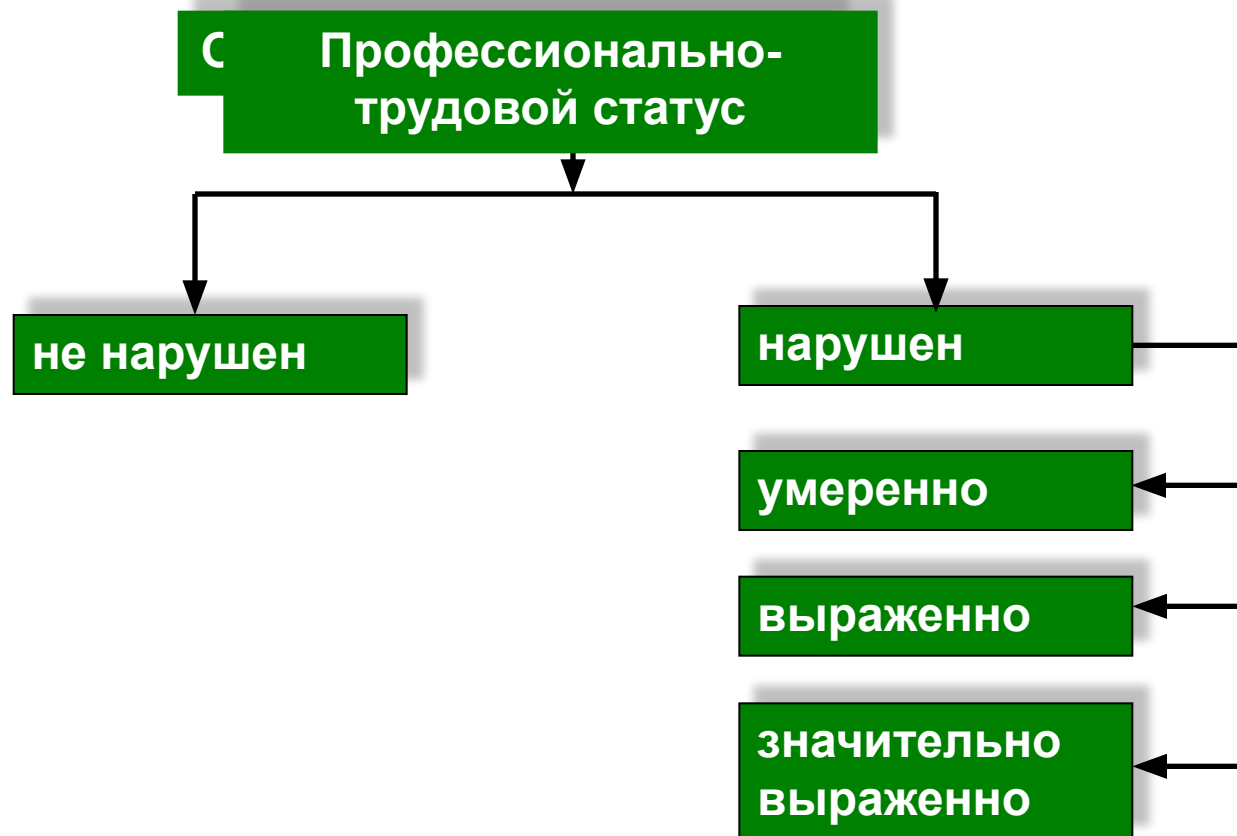 Профессионально-
трудовой статус
не нарушен
нарушен
умеренно
выраженно
значительно
выраженно